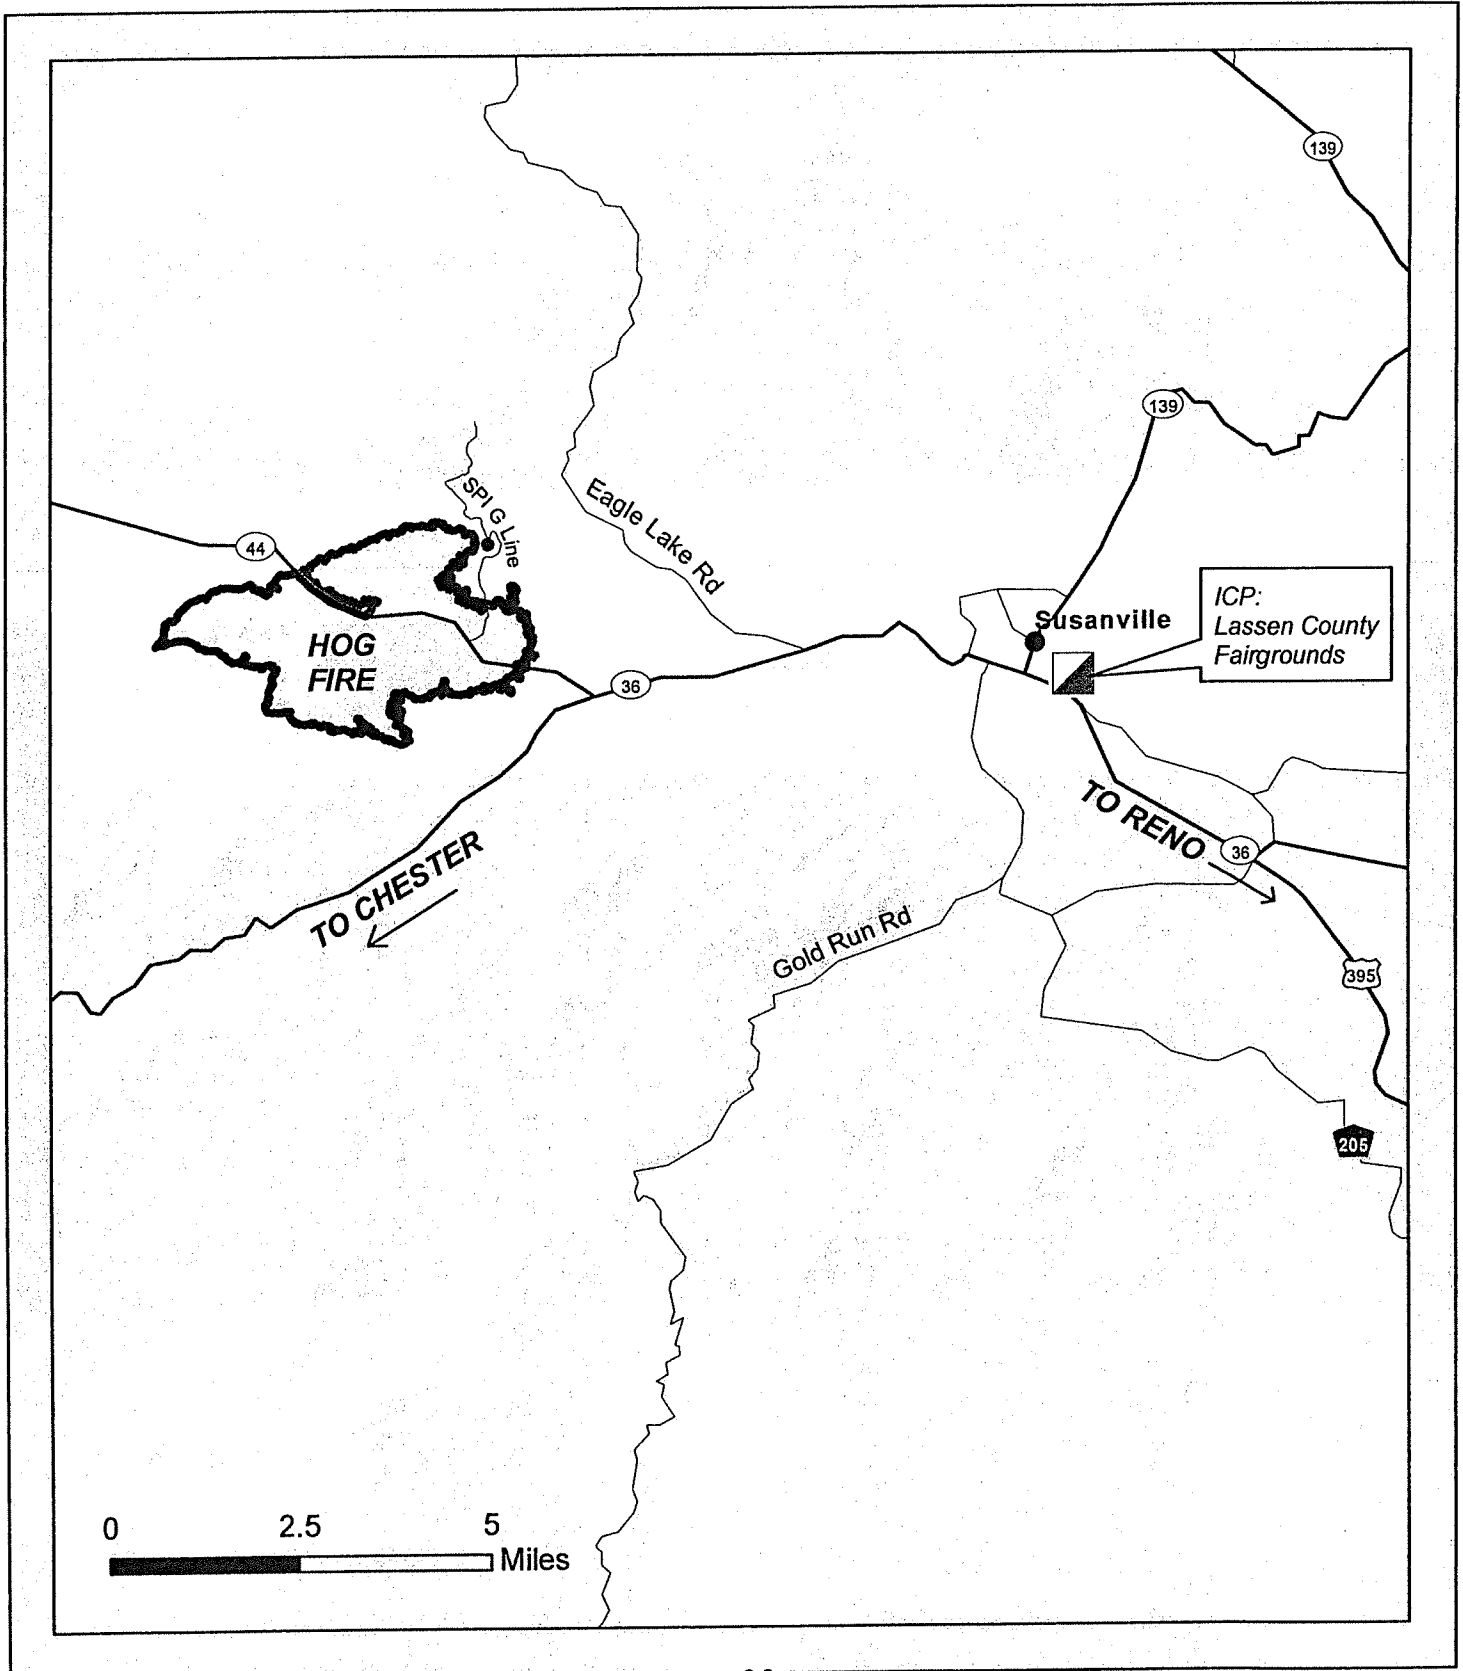 139
139
SPI G Line
Eagle Lake Rd
44
Susanville
ICP:
Lassen County
Fairgrounds
HOG
FIRE
36
TO RENO
36
TO CHESTER
Gold Run Rd
395
205
0 2.5 5
Miles